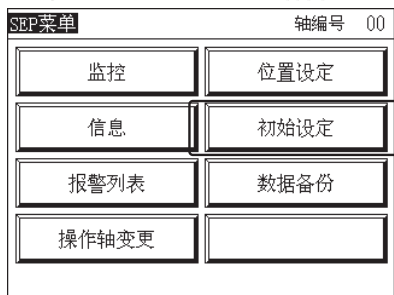 SEP菜单 轴编号 00
监控 位置设定
信息 初始设定
报警列表 数据备份
操作轴变更